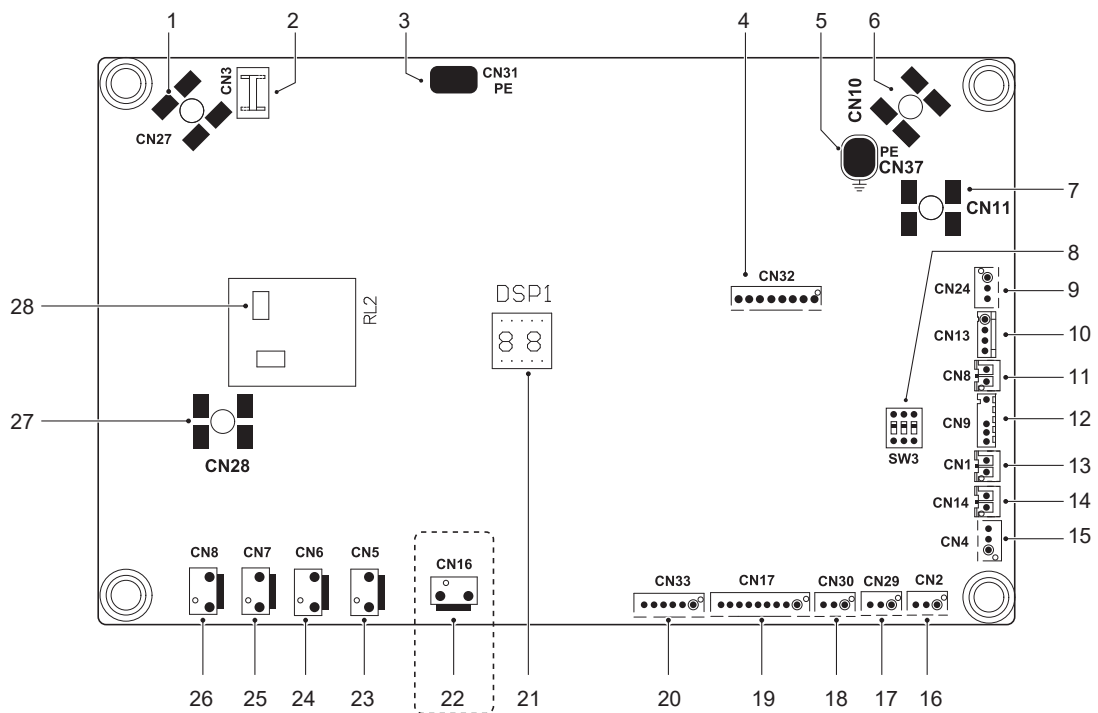 1 2 3 4 5 6
CN3
CN31
PE
CN10
CN27
PE
CN37
7
CN11
8
CN32
CN24 9
28
RL2
DSP1
88
CN13 10
CN8 11
27
CN9 12
SW3
CN28
CN1 13
CN14 14
CN4 15
CN8 CN7 CN6 CN5 CN16
CN33 CN17 CN30 CN29 CN2
26 25 24 23 22 21 20 19 18 17 16